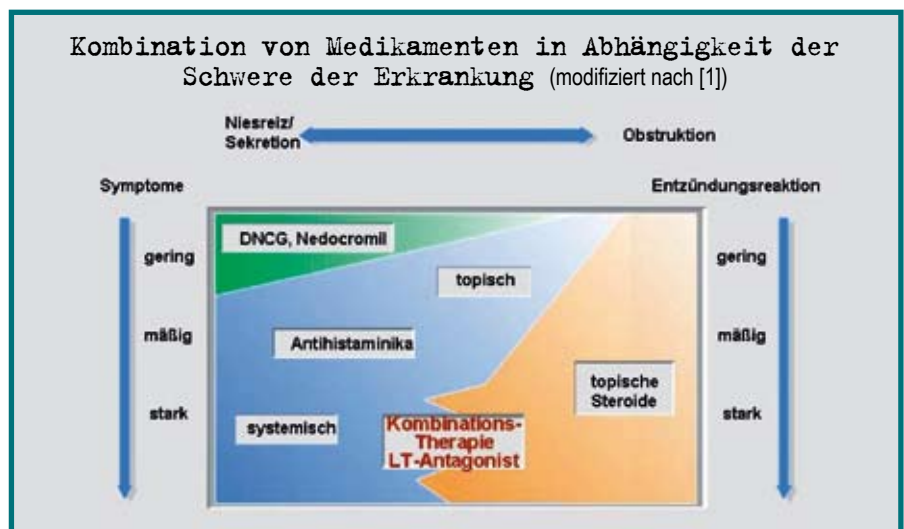 Kombination von Medikamenten in Abhängigkeit der
Schwere der Erkrankung (modifiziert nach [1])
Niesreiz/
Sekretion
Obstruktion
Symptome
Entzündungsreaktion
DNCG, Nedocromil
gering
gering
topisch
mäßig
mäßig
Antihistaminika
topische
Steroide
stark
stark
systemisch
Kombinations-
Therapie
LT-Antagonist